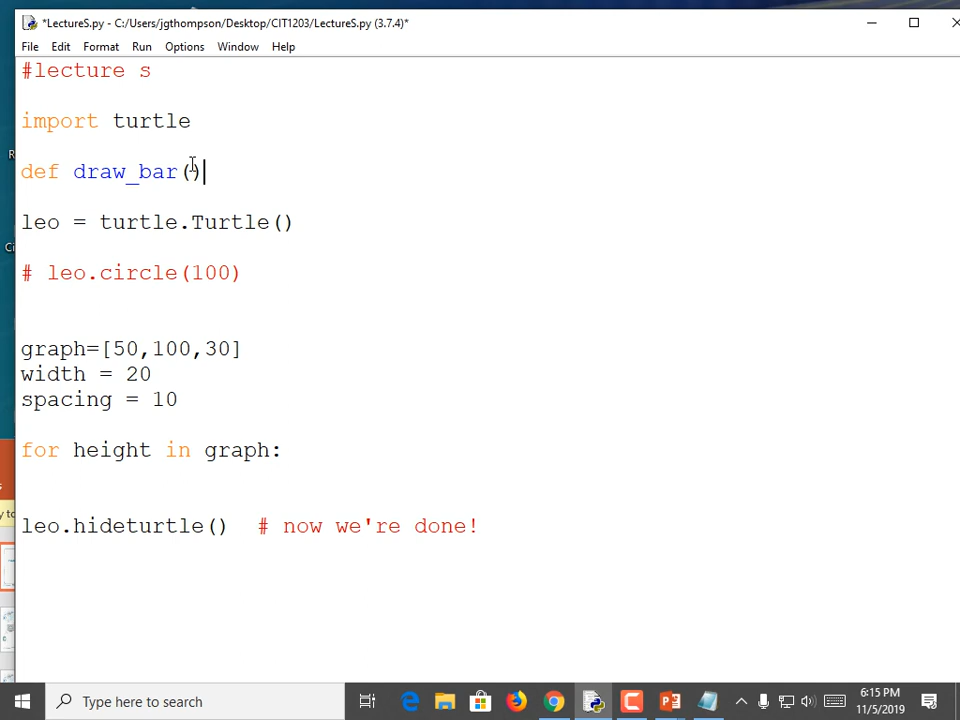 *LectureS.py - C:/Users/jgthompson/Desktop/CIT1203/LectureS.py (3.7.4)*
File Edit Format Run Options Window Help
#lecture s
import turtle
def draw_bar()
leo = turtle.Turtle()
# leo.circle(100)
graph=[50,100,30]
width = 20
spacing = 10
for height in graph:
leo.hideturtle()  # now we're done!
Type here to search
6:15 PM
11/5/2019